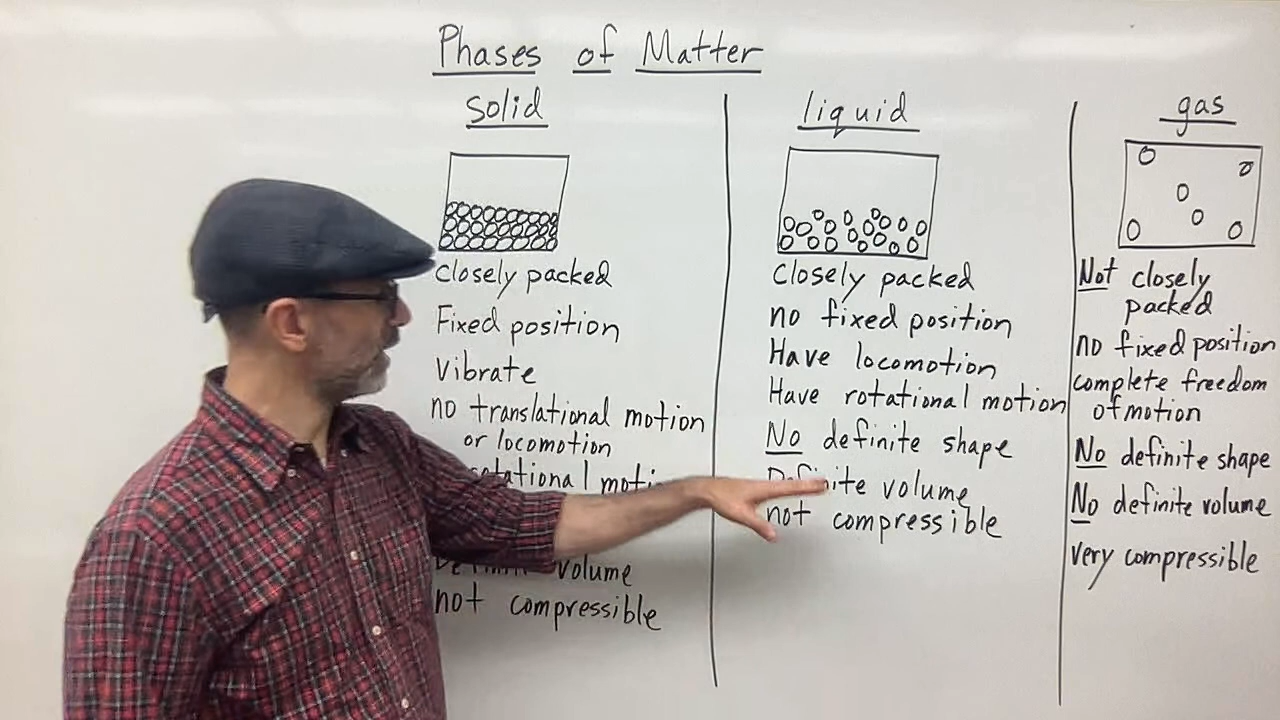 Phases of Matter
solid
closely packed
Fixed position
Vibrate
no translational motion
or locomotion
volume
not compressible
liquid
closely packed
no fixed position
Have locomotion
Have rotational motion
No definite shape
Definite volume
not compressible
gas
Not closely
packed
no fixed position
complete freedom
of motion
No definite shape
No definite volume
very compressible